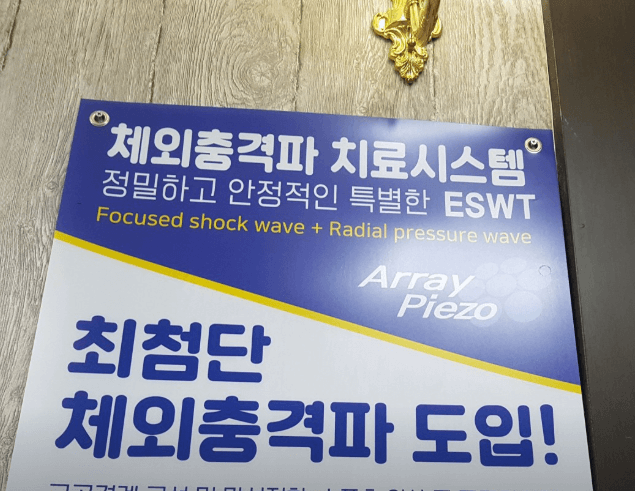 체외충격파 치료시스템
정밀하고 안정적인 특별한 ESWT
Focused shock wave + Radial pressure wave
Array
Piezo
최첨단
체외충격파 도입!